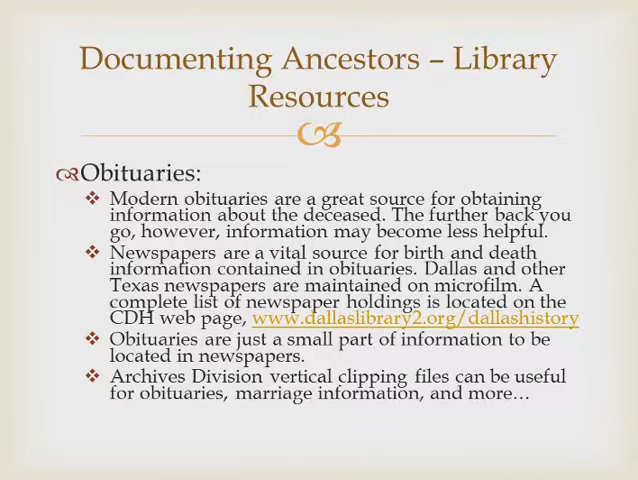 Documenting Ancestors – Library
Resources
Obituaries:
Modern obituaries are a great source for obtaining
information about the deceased. The further back you
go, however, information may become less helpful.
Newspapers are a vital source for birth and death
information contained in obituaries. Dallas and other
Texas newspapers are maintained on microfilm. A
complete list of newspaper holdings is located on the
CDH web page, www.dallaslibrary2.org/dallashistory
Obituaries are just a small part of information to be
located in newspapers.
Archives Division vertical clipping files can be useful
for obituaries, marriage information, and more…